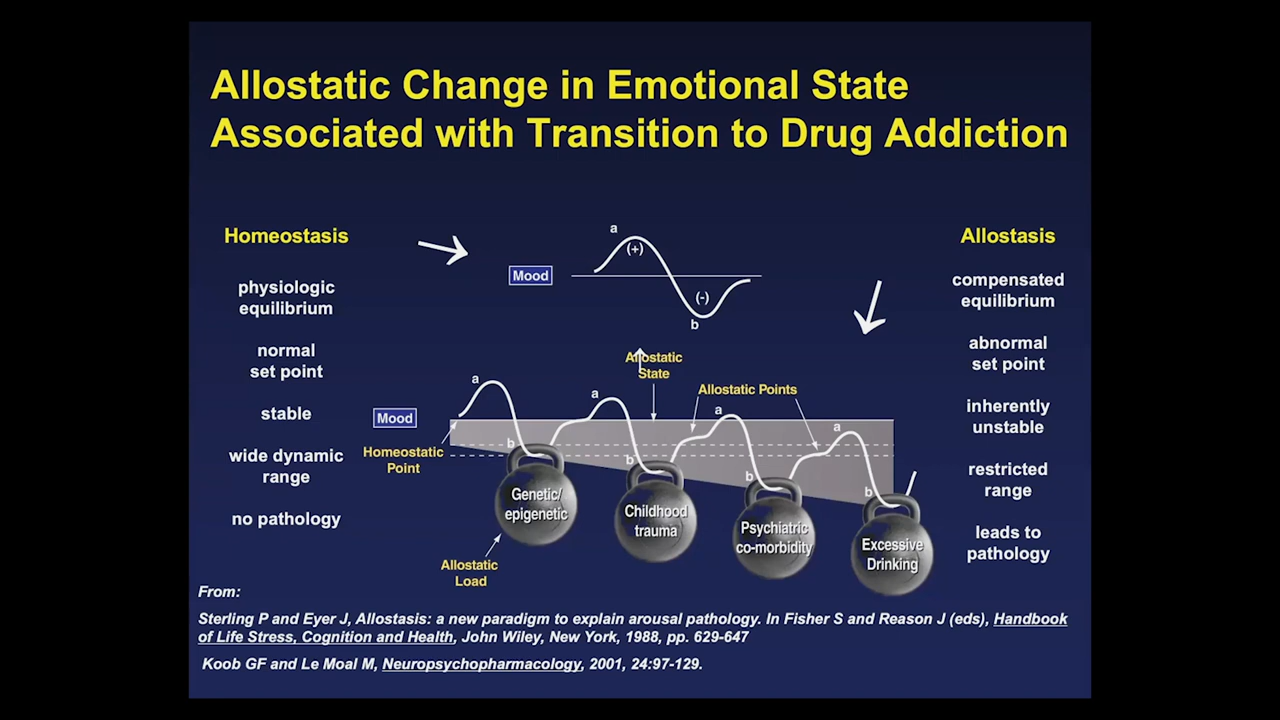 Allostatic Change in Emotional State
Associated with Transition to Drug Addiction
Homeostasis
physiologic
equilibrium
normal
set point
stable
wide dynamic
range
no pathology
a
(+)
Mood
(-)
b
Allostasis
compensated
equilibrium
abnormal
set point
inherently
unstable
restricted
range
leads to
pathology
Allostatic
State
Allostatic Points
Mood
Homeostatic
Point
a
b
a
b
a
b
a
b
Genetic/
epigenetic
Childhood
trauma
Psychiatric
co-morbidity
Excessive
Drinking
Allostatic
Load
From:
Sterling P and Eyer J, Allostasis: a new paradigm to explain arousal pathology. In Fisher S and Reason J (eds), Handbook
of Life Stress, Cognition and Health, John Wiley, New York, 1988, pp. 629-647
Koob GF and Le Moal M, Neuropsychopharmacology, 2001, 24:97-129.